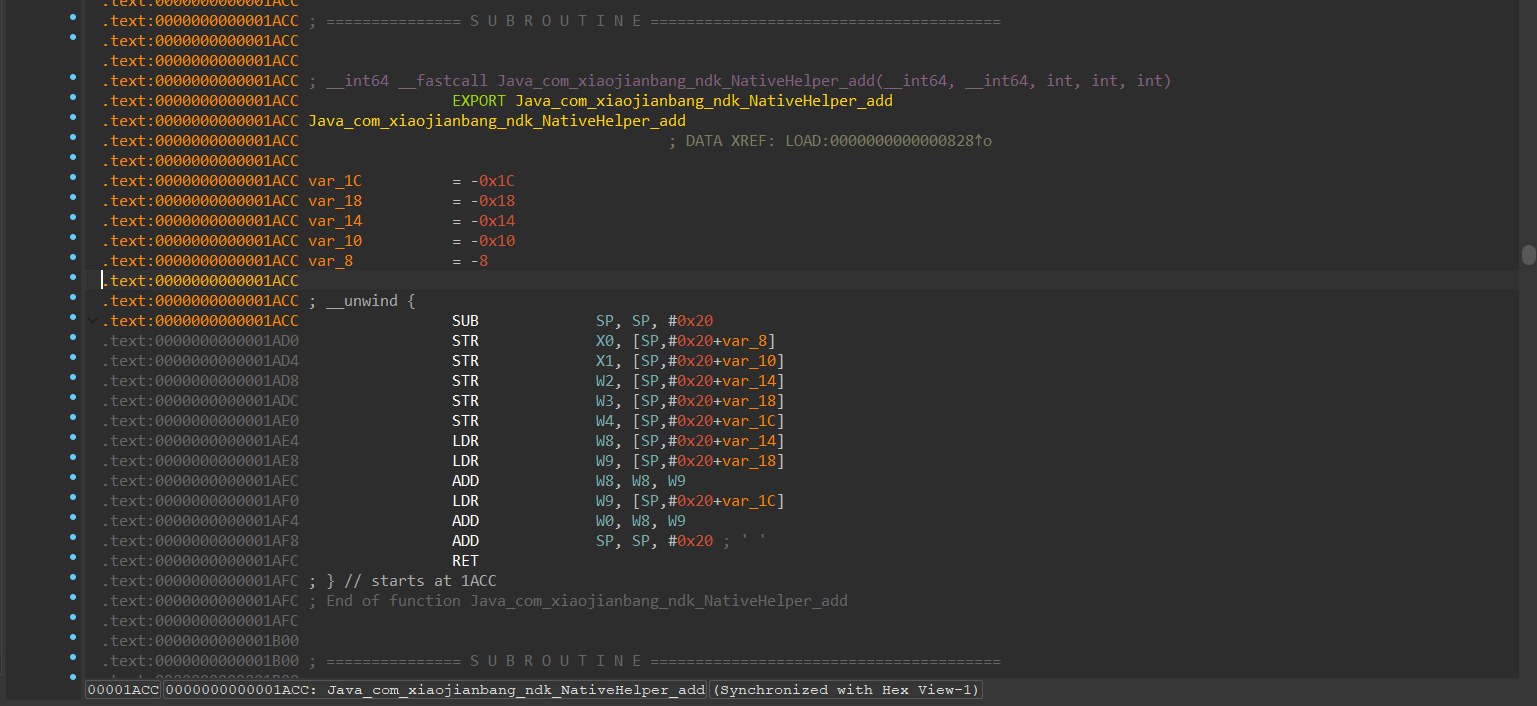 .text:0000000000001ACC
.text:0000000000001ACC ; =============== S U B R O U T I N E =======================================
.text:0000000000001ACC
.text:0000000000001ACC
.text:0000000000001ACC ; __int64 __fastcall Java_com_xiaojianbang_ndk_NativeHelper_add(__int64, __int64, int, int, int)
.text:0000000000001ACC EXPORT Java_com_xiaojianbang_ndk_NativeHelper_add
.text:0000000000001ACC Java_com_xiaojianbang_ndk_NativeHelper_add
.text:0000000000001ACC ; DATA XREF: LOAD:0000000000000828↑o
.text:0000000000001ACC
.text:0000000000001ACC var_1C = -0x1C
.text:0000000000001ACC var_18 = -0x18
.text:0000000000001ACC var_14 = -0x14
.text:0000000000001ACC var_10 = -0x10
.text:0000000000001ACC var_8 = -8
.text:0000000000001ACC
.text:0000000000001ACC ; __unwind {
.text:0000000000001ACC SUB SP, SP, #0x20
.text:0000000000001AD0 STR X0, [SP,#0x20+var_8]
.text:0000000000001AD4 STR X1, [SP,#0x20+var_10]
.text:0000000000001AD8 STR W2, [SP,#0x20+var_14]
.text:0000000000001ADC STR W3, [SP,#0x20+var_18]
.text:0000000000001AE0 STR W4, [SP,#0x20+var_1C]
.text:0000000000001AE4 LDR W8, [SP,#0x20+var_14]
.text:0000000000001AE8 LDR W9, [SP,#0x20+var_18]
.text:0000000000001AEC ADD W8, W8, W9
.text:0000000000001AF0 LDR W9, [SP,#0x20+var_1C]
.text:0000000000001AF4 ADD W0, W8, W9
.text:0000000000001AF8 ADD SP, SP, #0x20 ; ' '
.text:0000000000001AFC RET
.text:0000000000001AFC ; } // starts at 1ACC
.text:0000000000001AFC ; End of function Java_com_xiaojianbang_ndk_NativeHelper_add
.text:0000000000001AFC
.text:0000000000001B00
.text:0000000000001B00 ; =============== S U B R O U T I N E =======================================
00001ACC 0000000000001ACC: Java_com_xiaojianbang_ndk_NativeHelper_add (Synchronized with Hex View-1)